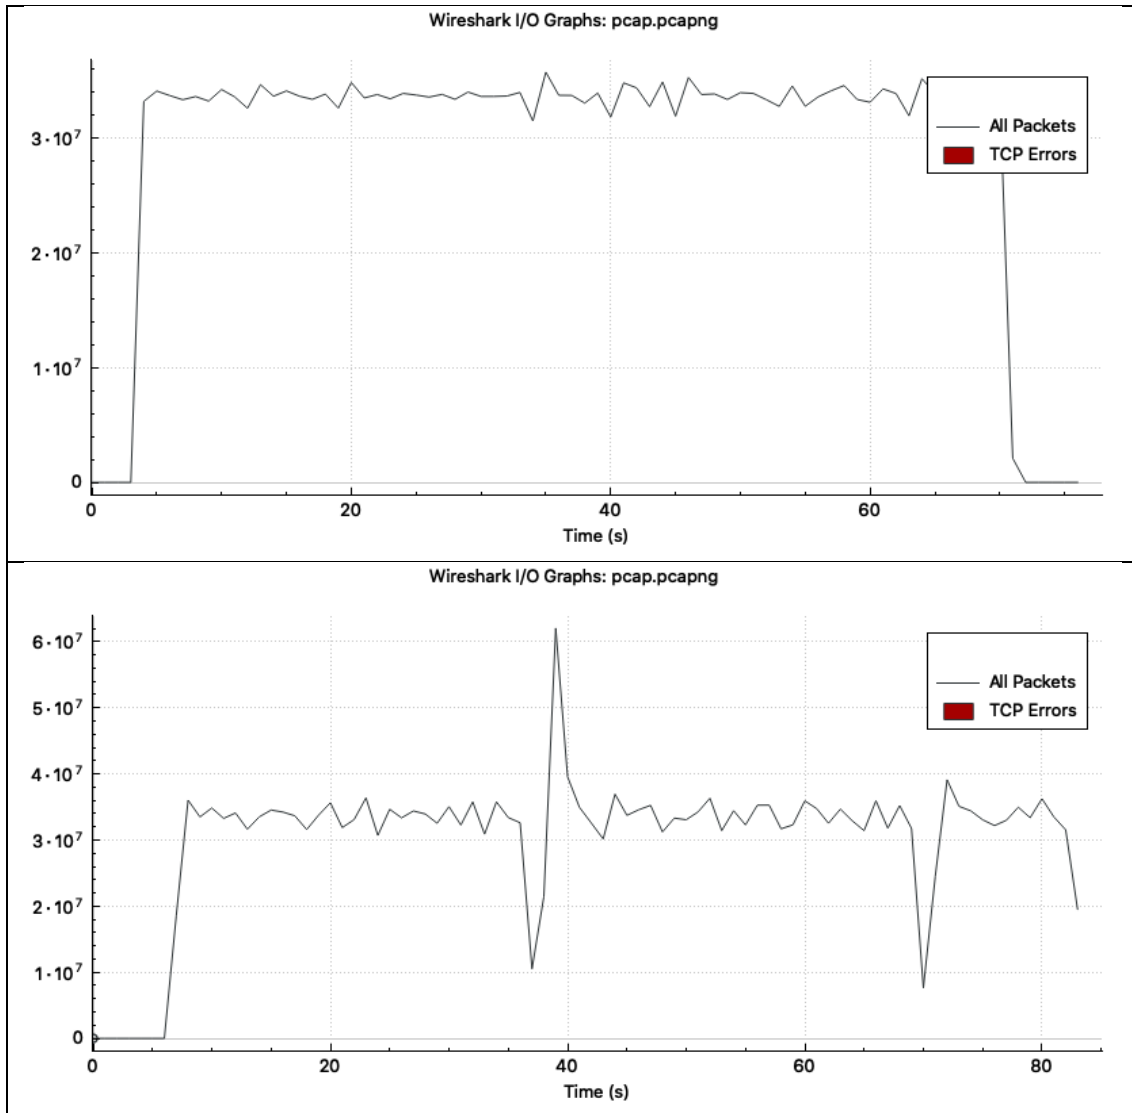 Wireshark I/O Graphs: pcap.pcapng
All Packets
TCP Errors
3·10⁷
2·10⁷
1·10⁷
0
0 20 40 60
Time (s)
Wireshark I/O Graphs: pcap.pcapng
6·10⁷
All Packets
TCP Errors
5·10⁷
4·10⁷
3·10⁷
2·10⁷
1·10⁷
0
0 20 40 60 80
Time (s)